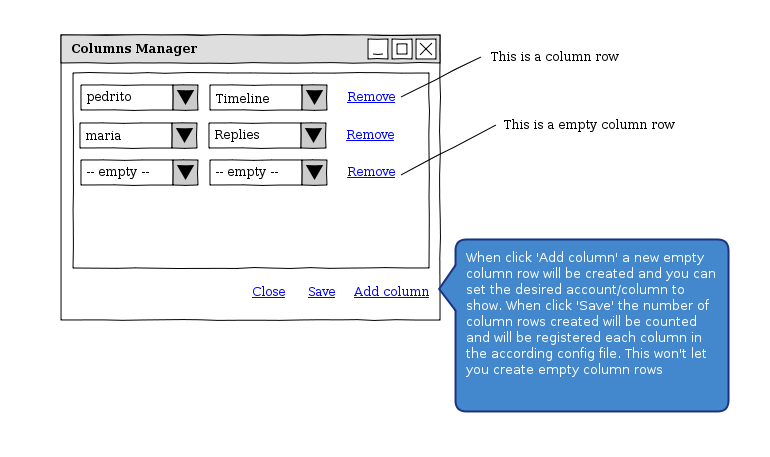 Columns Manager
This is a column row
pedrito Timeline Remove
This is a empty column row
maria Replies Remove
-- empty -- -- empty -- Remove
Close Save Add column
When click 'Add column' a new empty
column row will be created and you can
set the desired account/column to
show. When click 'Save' the number of
column rows created will be counted
and will be registered each column in
the according config file. This won't let
you create empty column rows